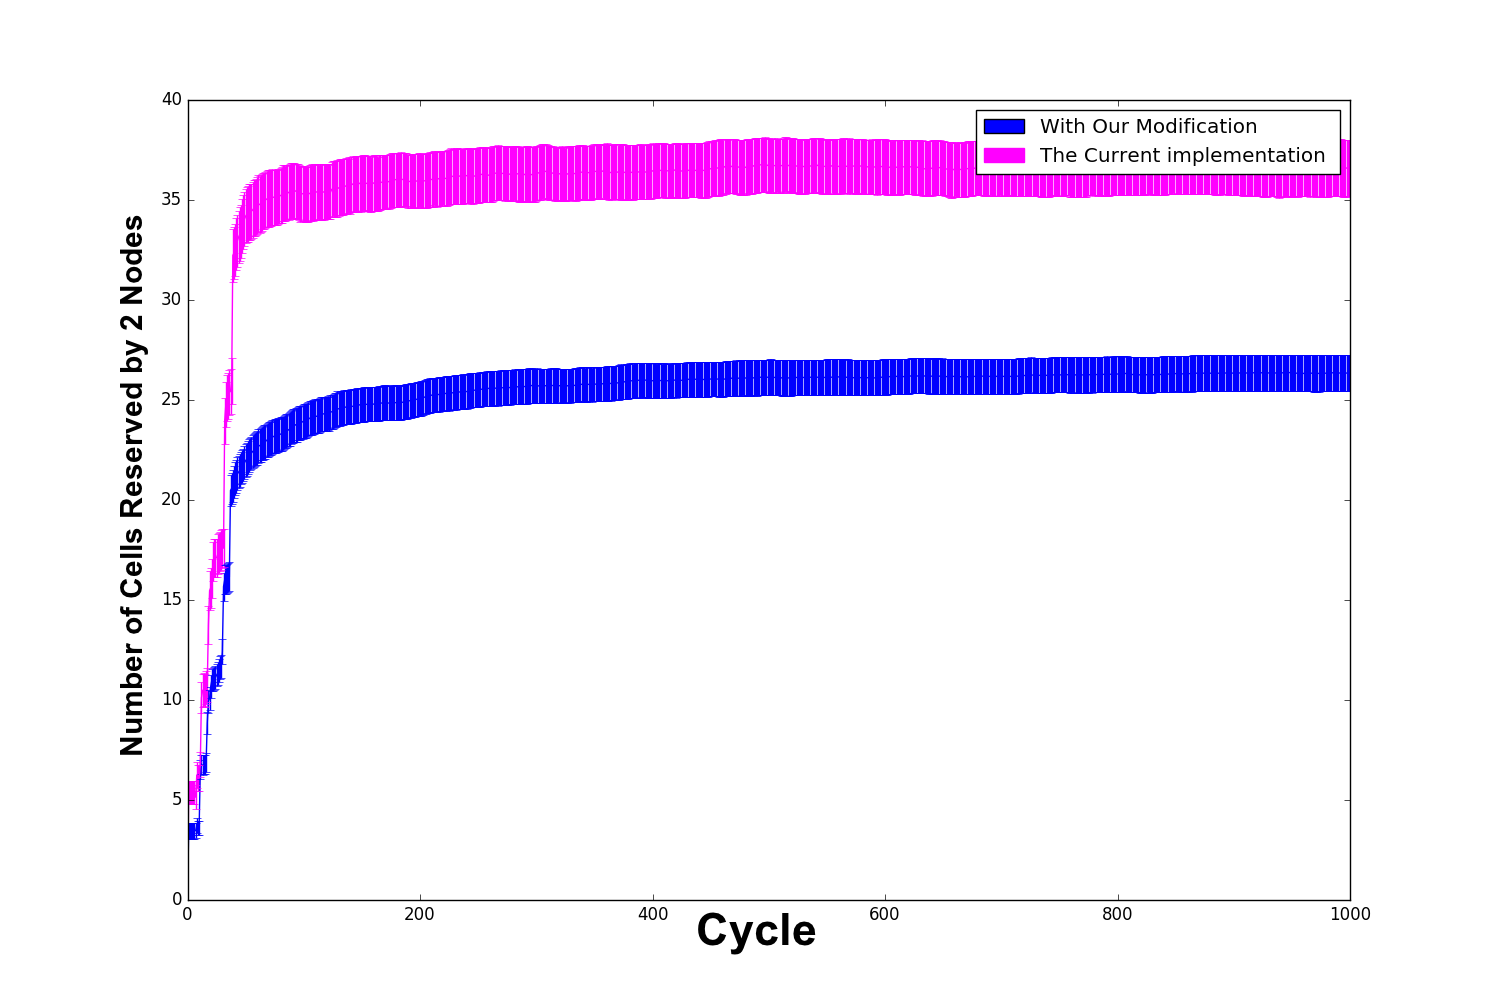 40
35
30
25
20
15
10
5
0
Number of Cells Reserved by 2 Nodes
With Our Modification
The Current implementation
0 200 400 600 800 1000
Cycle